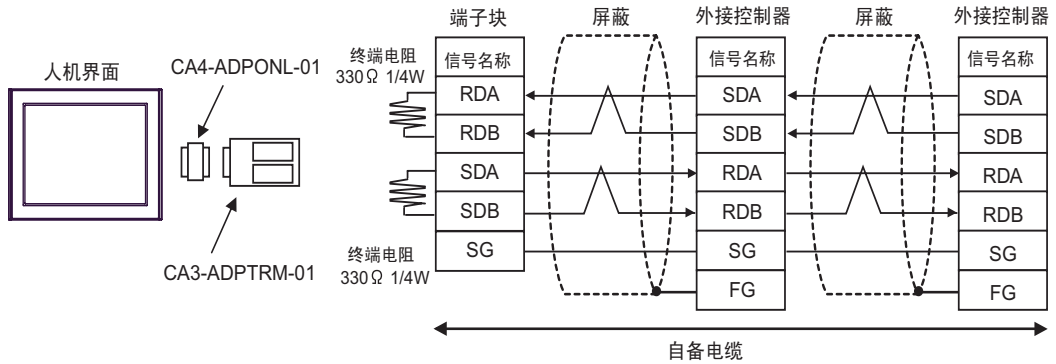 人机界面
CA4-ADPONL-01
CA3-ADPTRM-01
终端电阻
330Ω 1/4W
终端电阻
330Ω 1/4W
端子块
信号名称
RDA
RDB
SDA
SDB
SG
屏蔽
外接控制器
信号名称
SDA
SDB
RDA
RDB
SG
FG
屏蔽
外接控制器
信号名称
SDA
SDB
RDA
RDB
SG
FG
自备电缆